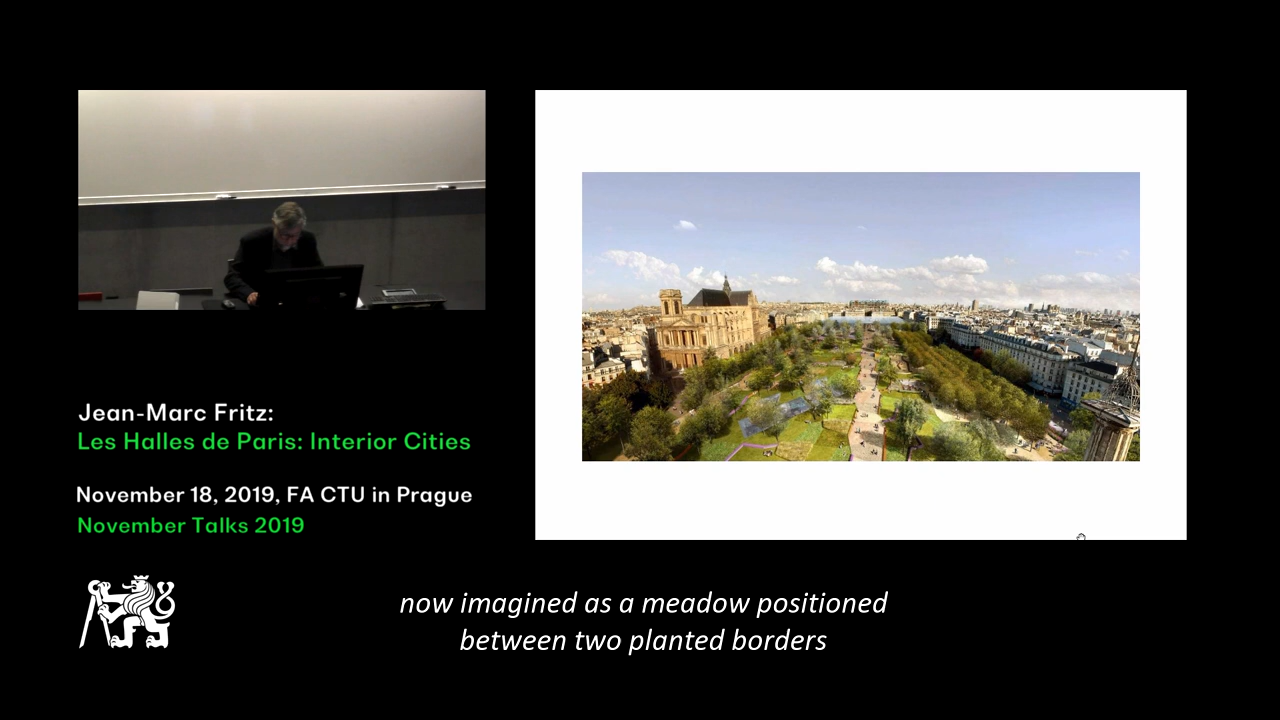 Jean-Marc Fritz:
Les Halles de Paris: Interior Cities
November 18, 2019, FA CTU in Prague
November Talks 2019
now imagined as a meadow positioned
between two planted borders